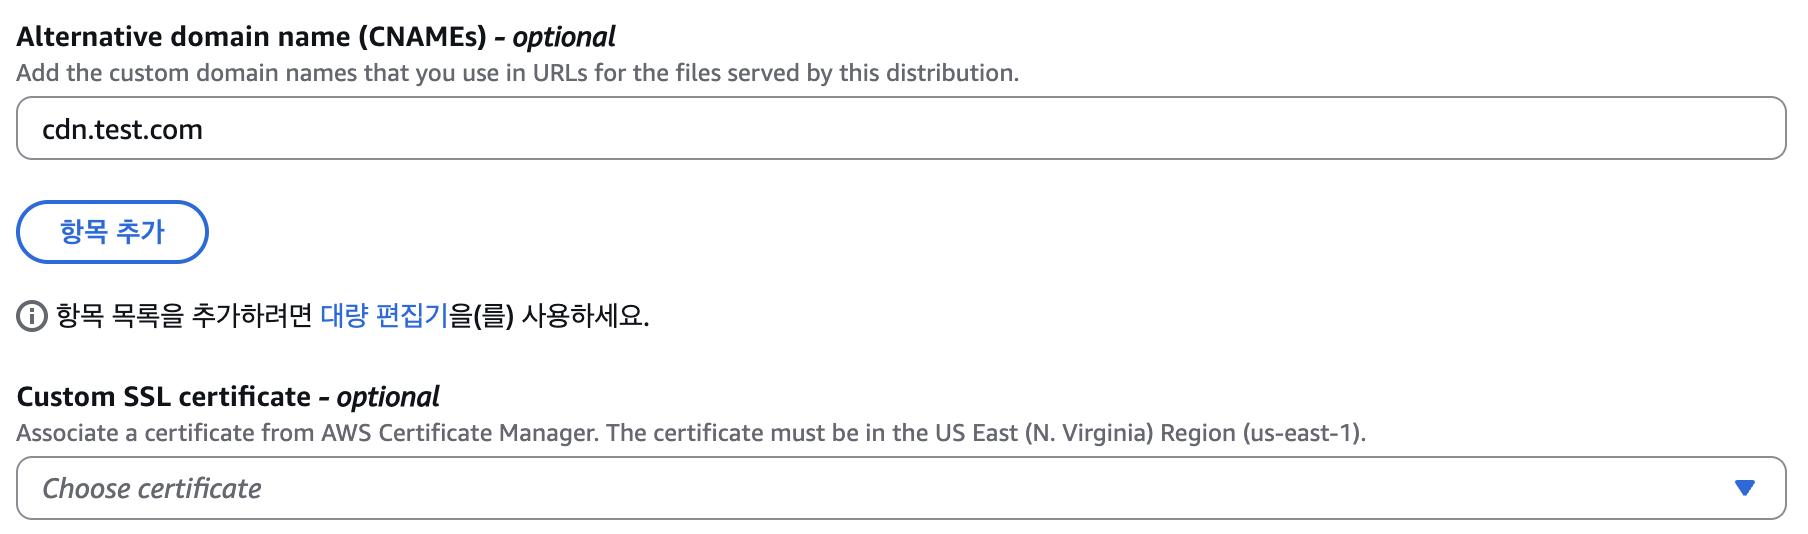 Alternative domain name (CNAMEs) - optional
Add the custom domain names that you use in URLs for the files served by this distribution.
cdn.test.com
항목 추가
항목 목록을 추가하려면 대량 편집기을(를) 사용하세요.
Custom SSL certificate - optional
Associate a certificate from AWS Certificate Manager. The certificate must be in the US East (N. Virginia) Region (us-east-1).
Choose certificate